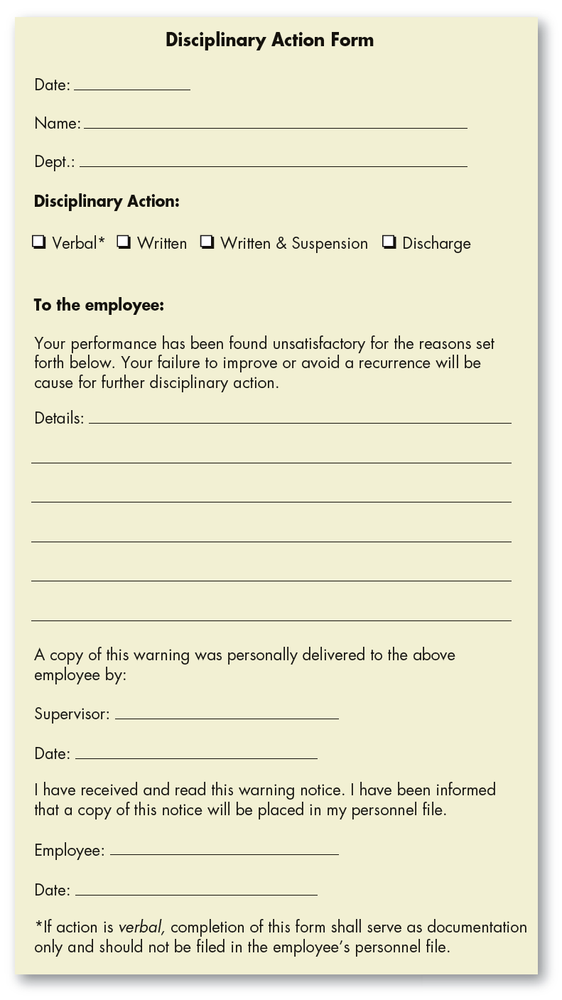 Disciplinary Action Form
Date:
Name:
Dept.:
Disciplinary Action:
❏ Verbal* ❏ Written ❏ Written & Suspension ❏ Discharge
To the employee:
Your performance has been found unsatisfactory for the reasons set
forth below. Your failure to improve or avoid a recurrence will be
cause for further disciplinary action.
Details:
A copy of this warning was personally delivered to the above
employee by:
Supervisor:
Date:
I have received and read this warning notice. I have been informed
that a copy of this notice will be placed in my personnel file.
Employee:
Date:
*If action is verbal, completion of this form shall serve as documentation
only and should not be filed in the employee’s personnel file.